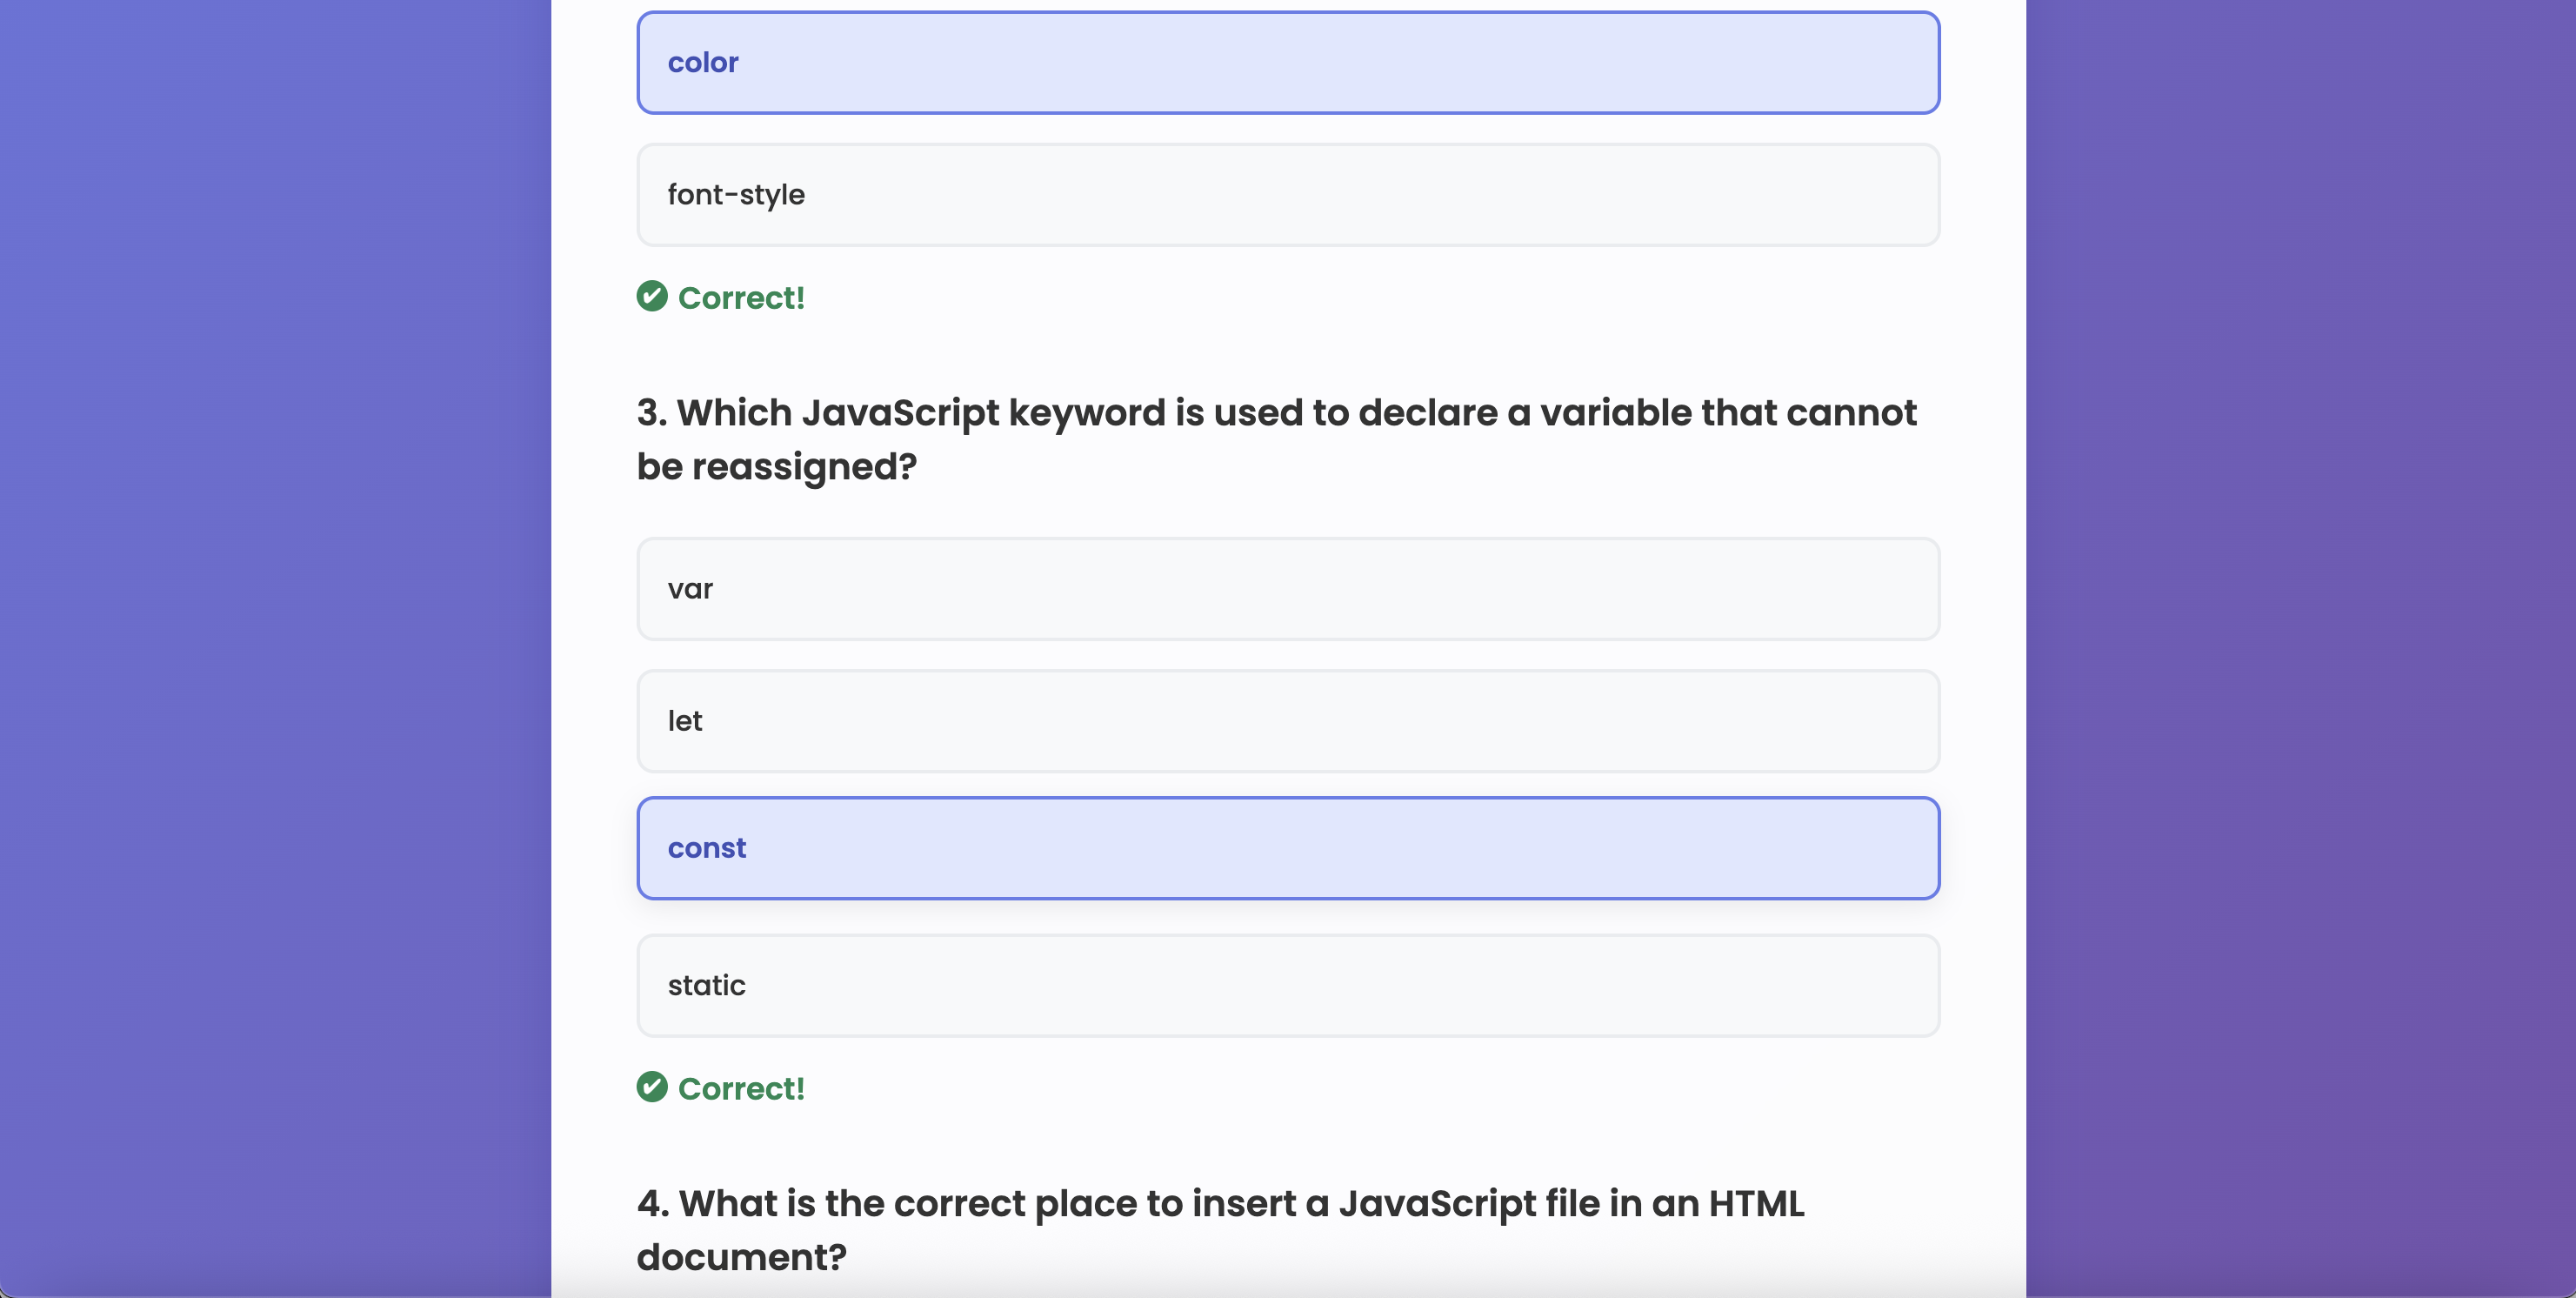 color
font-style
✔ Correct!
3. Which JavaScript keyword is used to declare a variable that cannot
be reassigned?
var
let
const
static
✔ Correct!
4. What is the correct place to insert a JavaScript file in an HTML
document?